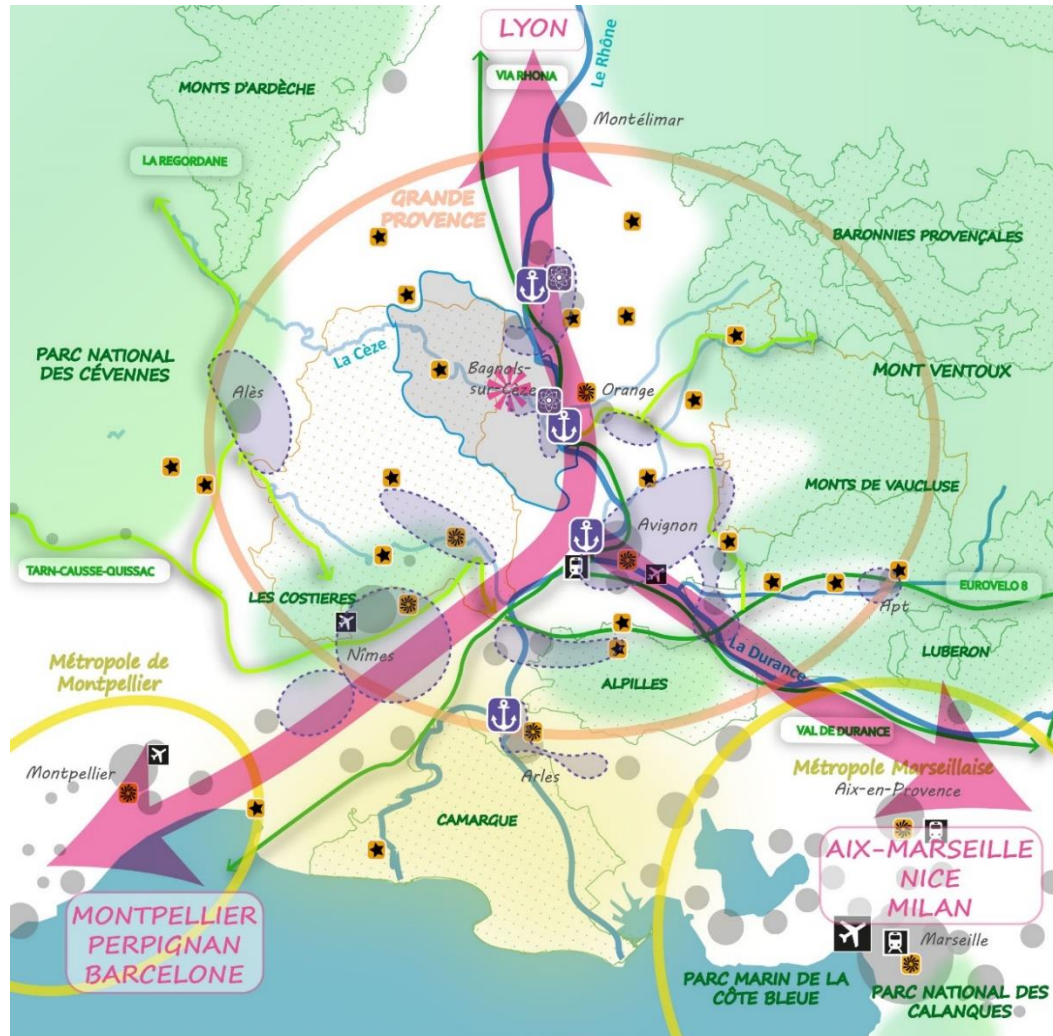 LYON
VIA RHONA
Le Rhône
MONTS D'ARDÈCHE
Montélimar
LA REGORDANE
GRANDE
PROVENCE
BARONNIES PROVENÇALES
PARC NATIONAL
DES CÉVENNES
La Cèze
Bagnols-
sur-Cèze
Orange
MONT VENTOUX
Alès
MONTS DE VAUCLUSE
Avignon
TARN-CAUSSE-QUISSAC
EUROVELO 8
LES COSTIERES
Apt
Nîmes
La Durance
LUBERON
Métropole de
Montpellier
ALPILLES
VAL DE DURANCE
Montpellier
Arles
Métropole Marseillaise
Aix-en-Provence
CAMARGUE
AIX-MARSEILLE
NICE
MILAN
MONTPELLIER
PERPIGNAN
BARCELONE
Marseille
PARC MARIN DE LA
CÔTE BLEUE
PARC NATIONAL DES
CALANQUES